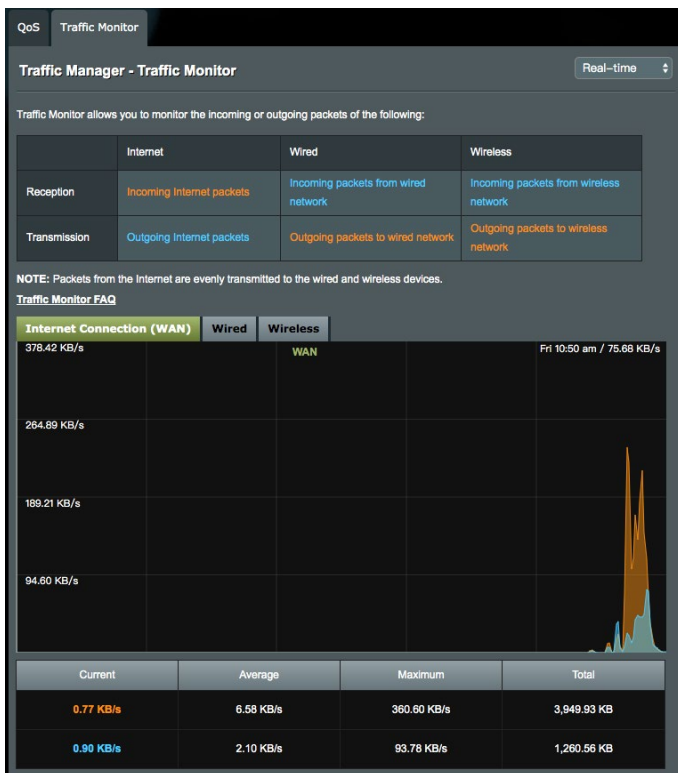 QoS Traffic Monitor
Traffic Manager - Traffic Monitor Real-time
Traffic Monitor allows you to monitor the incoming or outgoing packets of the following:
Internet Wired Wireless
Reception Incoming Internet packets Incoming packets from wired network Incoming packets from wireless network
Transmission Outgoing Internet packets Outgoing packets to wired network Outgoing packets to wireless network
NOTE: Packets from the Internet are evenly transmitted to the wired and wireless devices.
Traffic Monitor FAQ
Internet Connection (WAN) Wired Wireless
378.42 KB/s WAN Fri 10:50 am / 75.68 KB/s
264.89 KB/s
189.21 KB/s
94.60 KB/s
Current Average Maximum Total
0.77 KB/s 6.58 KB/s 360.60 KB/s 3,949.93 KB
0.90 KB/s 2.10 KB/s 93.78 KB/s 1,260.56 KB